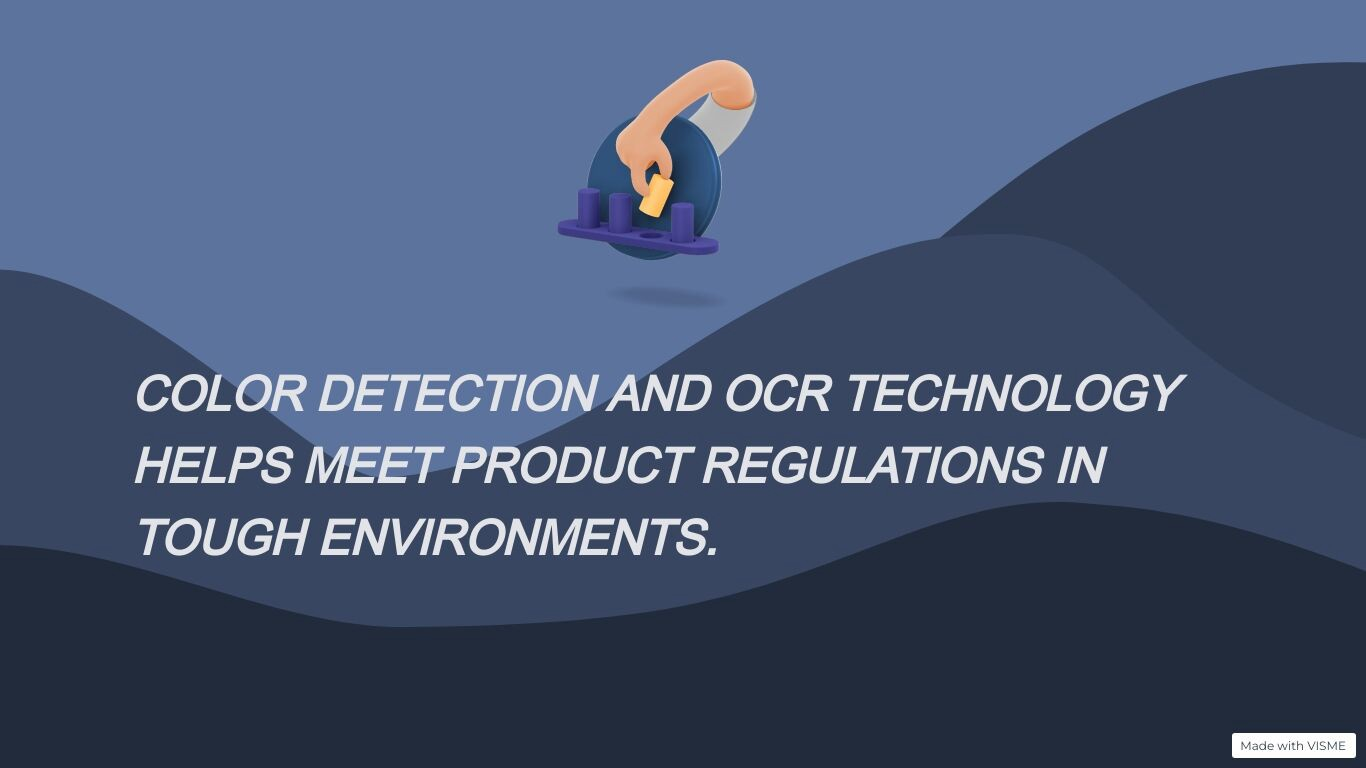 COLOR DETECTION AND OCR TECHNOLOGY
HELPS MEET PRODUCT REGULATIONS IN
TOUGH ENVIRONMENTS.
Made with VISME